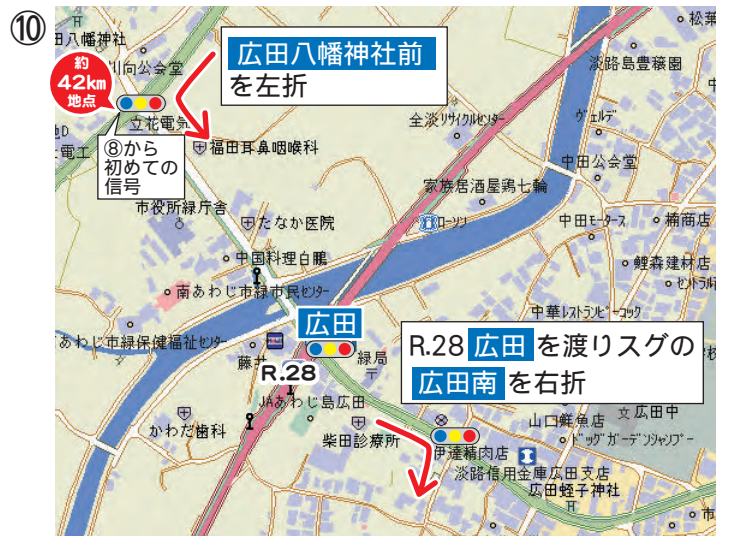 ⑩
田八幡神社
川向公会堂
約
42km
地点
広田八幡神社前
を左折
松葉
淡路島豊穣園
立花電気
⑧から
初めての
信号
福田耳鼻咽喉科
全淡リサイクルセンター
ヴェルデ
中田公会堂
家族居酒屋鶏七輪
市役所緑庁舎
たなか医院
ローソン
中田モータース
楠商店
中国料理白鵬
鯉森建材店
南あわじ市緑市民センター
中華レストランピーコック
広田
あわじ市緑保健福祉センター
藤井
R.28
緑局
R.28 広田 を渡りスグの
広田南 を右折
JAあわじ島広田
かわだ歯科
柴田診療所
山口鮮魚店
広田中
ドッグガーデンジャンプー
伊達精肉店
淡路信用金庫広田支店
広田蛭子神社
市